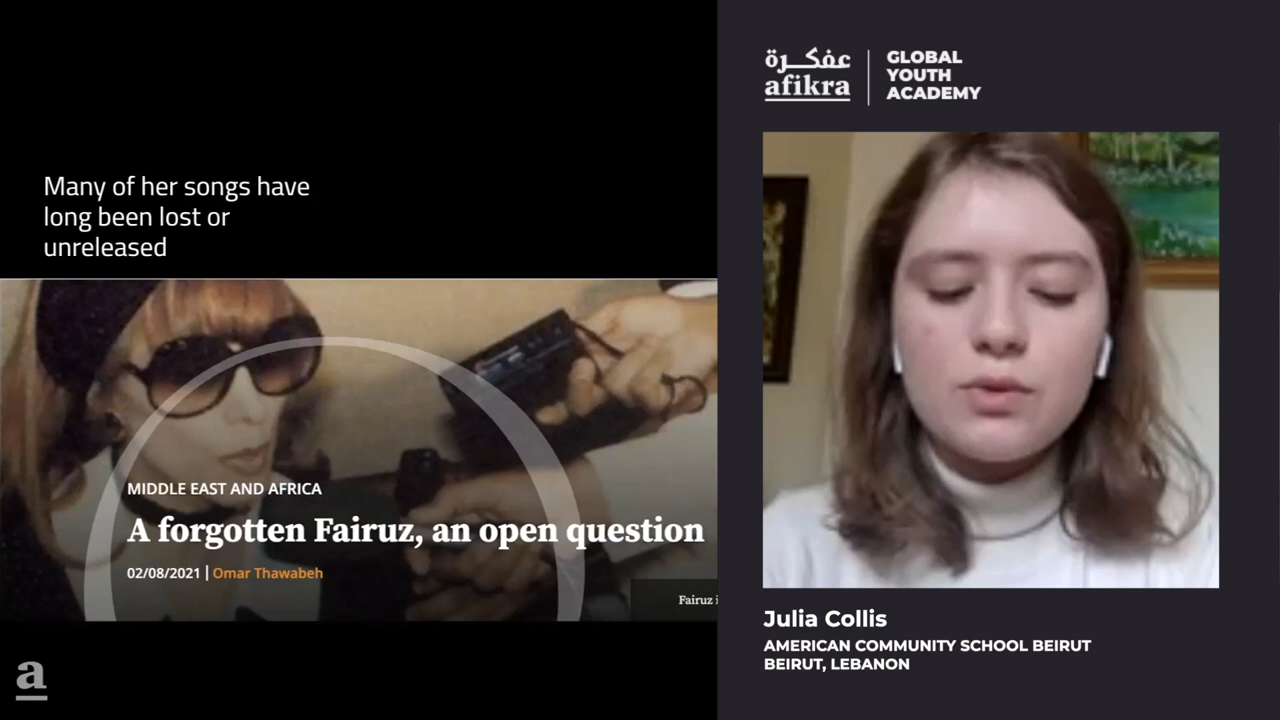 Many of her songs have
long been lost or
unreleased
MIDDLE EAST AND AFRICA
A forgotten Fairuz, an open question
02/08/2021 | Omar Thawabeh
Fairuz
a
عفكرة
afikra
GLOBAL
YOUTH
ACADEMY
Julia Collis
AMERICAN COMMUNITY SCHOOL BEIRUT
BEIRUT, LEBANON